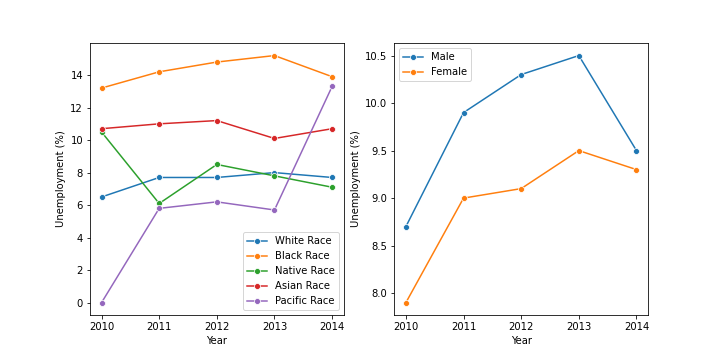 Unemployment (%)
14
12
10
8
6
4
2
0
2010 2011 2012 2013 2014
Year
White Race
Black Race
Native Race
Asian Race
Pacific Race
Unemployment (%)
10.5
10.0
9.5
9.0
8.5
8.0
2010 2011 2012 2013 2014
Year
Male
Female